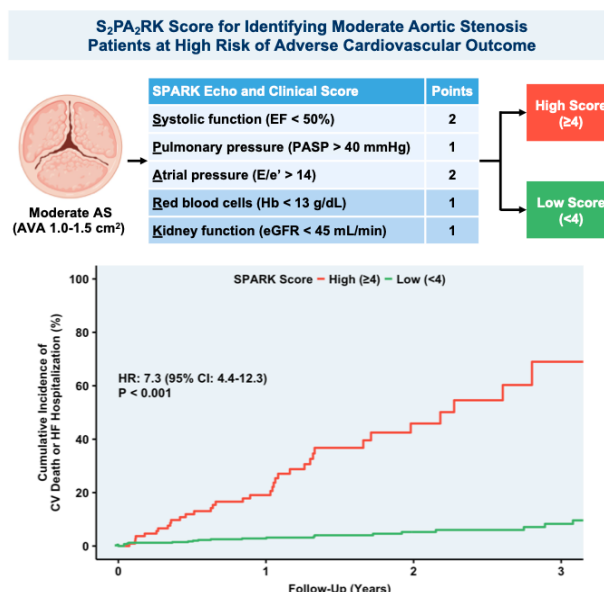 S₂PA₂RK Score for Identifying Moderate Aortic Stenosis
Patients at High Risk of Adverse Cardiovascular Outcome
SPARK Echo and Clinical Score Points
Systolic function (EF < 50%) 2
Pulmonary pressure (PASP > 40 mmHg) 1
Atrial pressure (E/e' > 14) 2
Red blood cells (Hb < 13 g/dL) 1
Kidney function (eGFR < 45 mL/min) 1
Moderate AS
(AVA 1.0-1.5 cm²)
High Score
(≥4)
Low Score
(<4)
SPARK Score High (≥4) Low (<4)
HR: 7.3 (95% CI: 4.4-12.3)
P < 0.001
Cumulative Incidence of
CV Death or HF Hospitalization (%)
100
80
60
40
20
0
0 1 2 3
Follow-Up (Years)